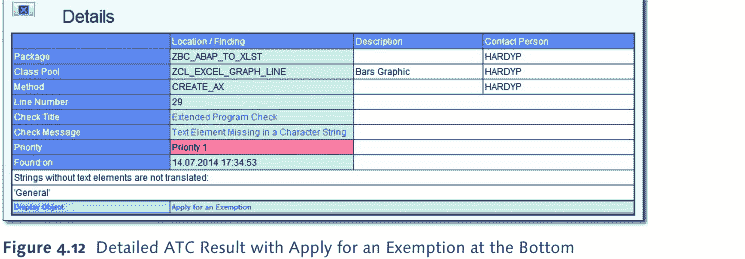 Details
Location / Finding Description Contact Person
Package ZBC_ABAP_TO_XLST HARDYP
Class Pool ZCL_EXCEL_GRAPH_LINE Bars Graphic HARDYP
Method CREATE_AX HARDYP
Line Number 29
Check Title Extended Program Check
Check Message Text Element Missing in a Character String
Priority Priority 1
Found on 14.07.2014 17:34:53
Strings without text elements are not translated:
'General'
Display Object Apply for an Exemption
Figure 4.12 Detailed ATC Result with Apply for an Exemption at the Bottom